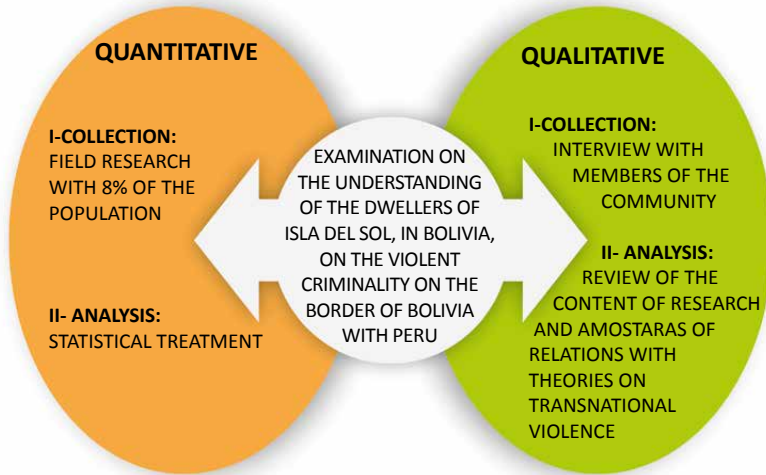 QUANTITATIVE
I-COLLECTION:
FIELD RESEARCH
WITH 8% OF THE
POPULATION
II- ANALYSIS:
STATISTICAL TREATMENT
EXAMINATION ON
THE UNDERSTANDING
OF THE DWELLERS OF
ISLA DEL SOL, IN BOLIVIA,
ON THE VIOLENT
CRIMINALITY ON THE
BORDER OF BOLIVIA
WITH PERU
QUALITATIVE
I-COLLECTION:
INTERVIEW WITH
MEMBERS OF THE
COMMUNITY
II- ANALYSIS:
REVIEW OF THE
CONTENT OF RESEARCH
AND AMOSTARAS OF
RELATIONS WITH
THEORIES ON
TRANSNATIONAL
VIOLENCE